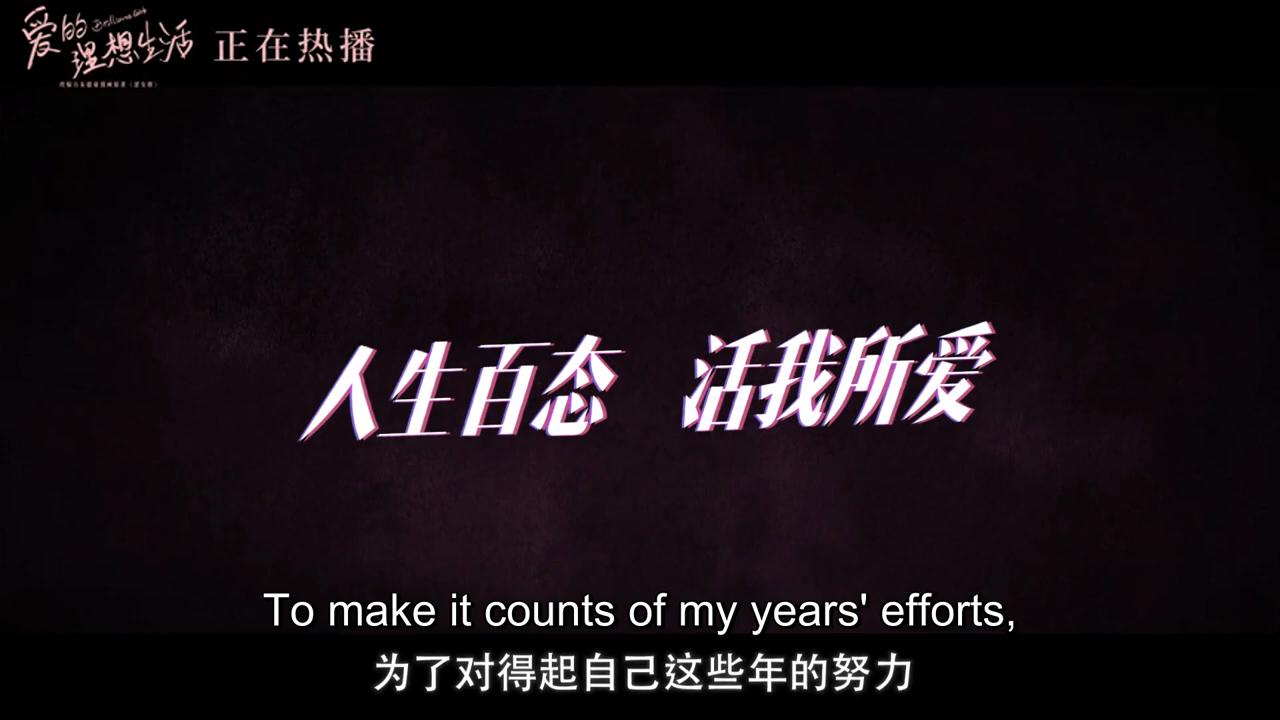 爱的
理想生活
正在热播
人生百态 活我所爱
To make it counts of my years' efforts,
为了对得起自己这些年的努力